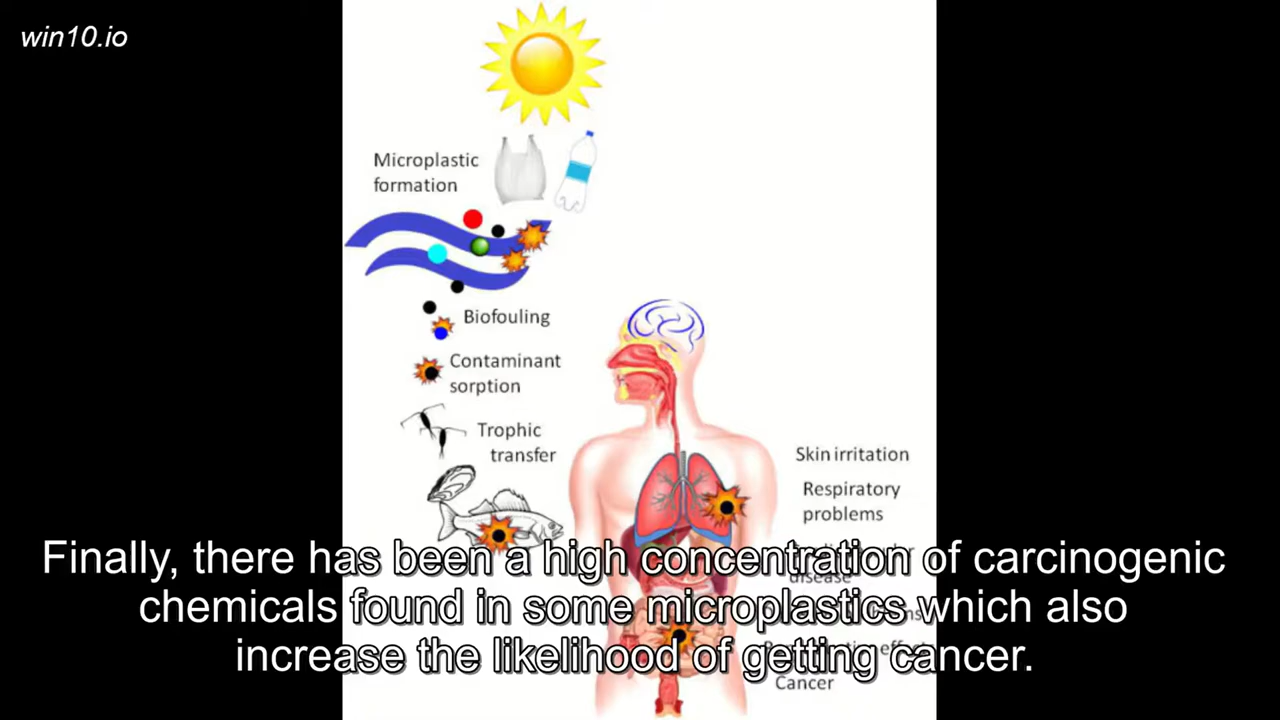 win10.io
Microplastic
formation
Biofouling
Contaminant
sorption
Trophic
transfer
Skin irritation
Respiratory
problems
disease
Cancer
Finally, there has been a high concentration of carcinogenic
chemicals found in some microplastics which also
increase the likelihood of getting cancer.